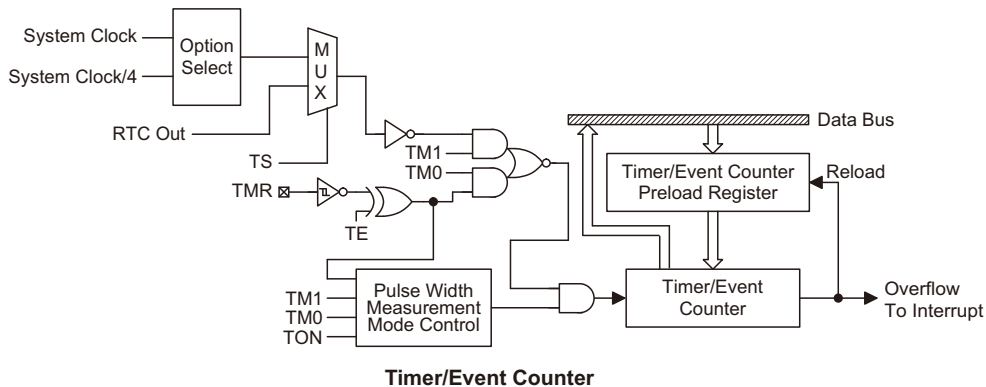 System Clock
System Clock/4
Option
Select
M
U
X
RTC Out
TS
TM1
TM0
TMR
TE
Data Bus
Timer/Event Counter
Preload Register
Reload
TM1
TM0
TON
Pulse Width
Measurement
Mode Control
Timer/Event
Counter
Overflow
To Interrupt
Timer/Event Counter